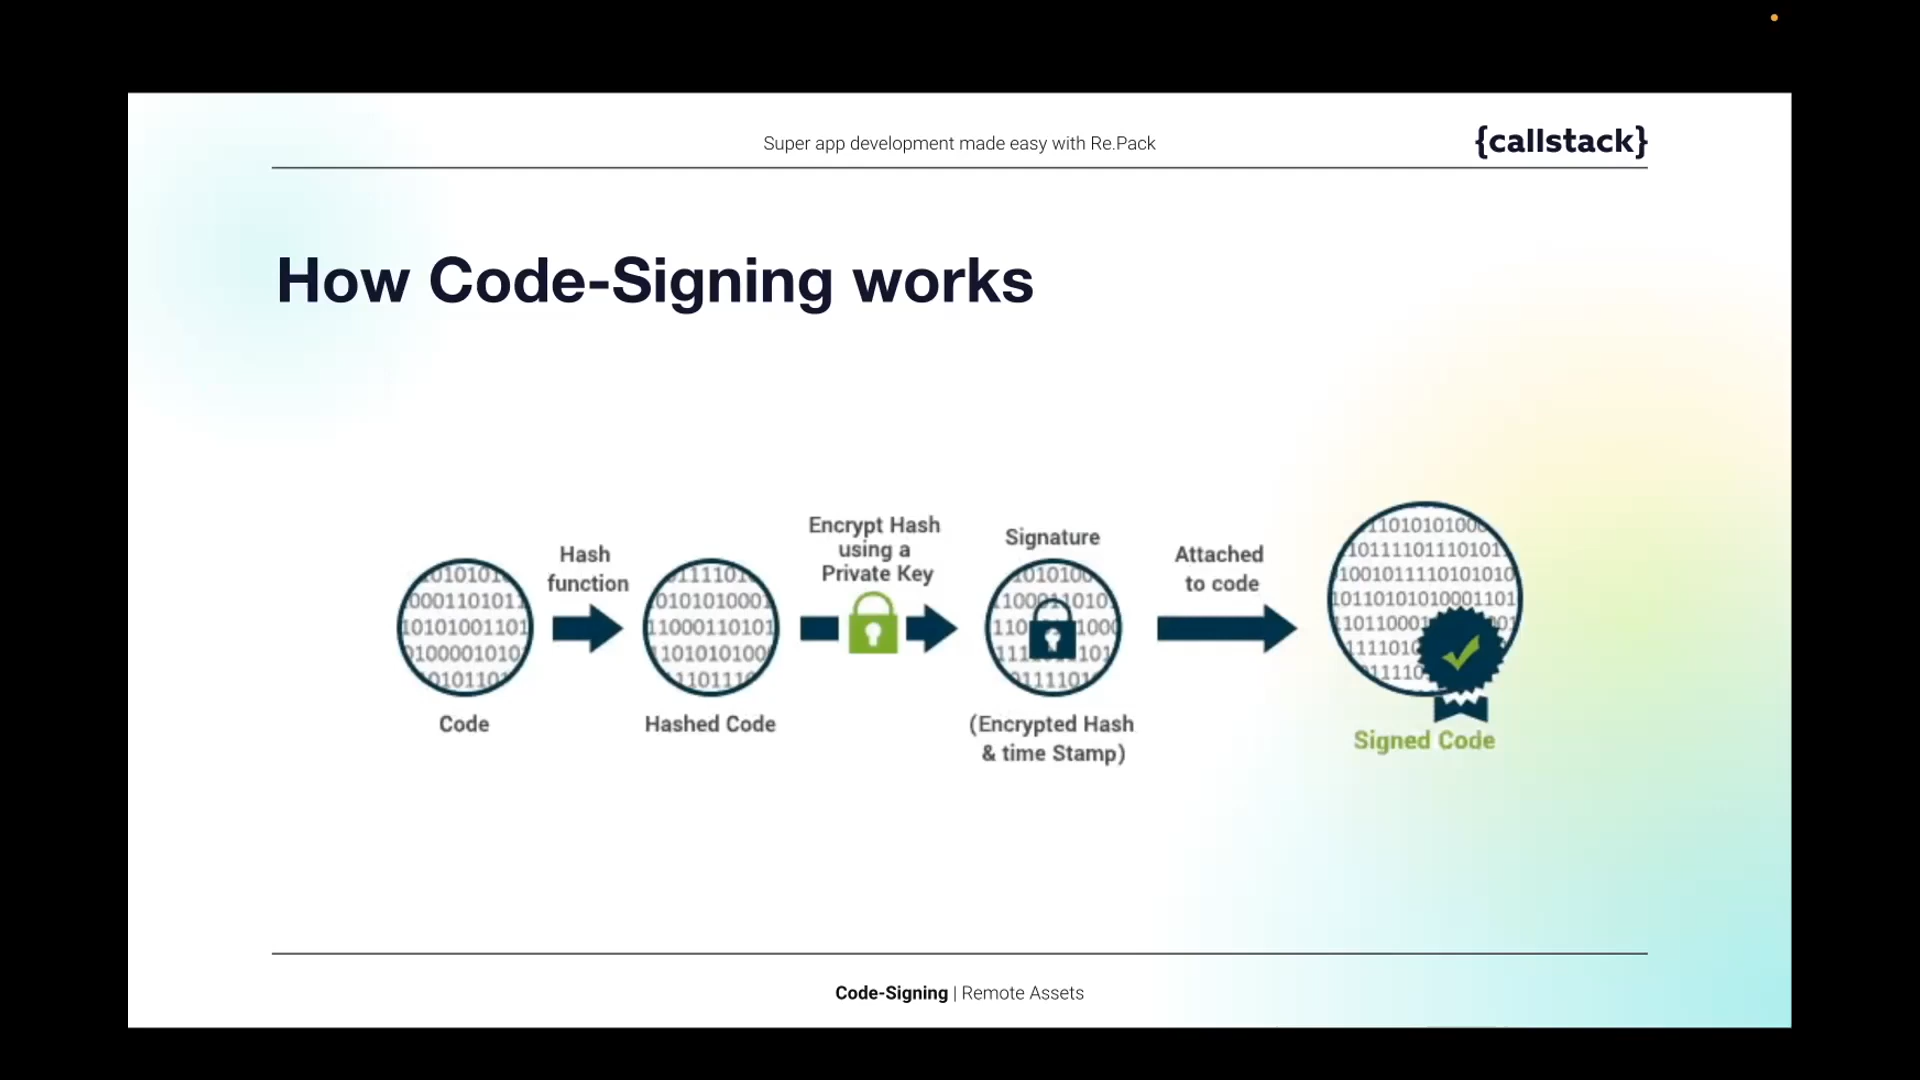 Super app development made easy with Re.Pack
{callstack}
How Code-Signing works
Hash
function
Encrypt Hash
using a
Private Key
Signature
Attached
to code
Code
Hashed Code
(Encrypted Hash
& time Stamp)
Signed Code
Code-Signing | Remote Assets